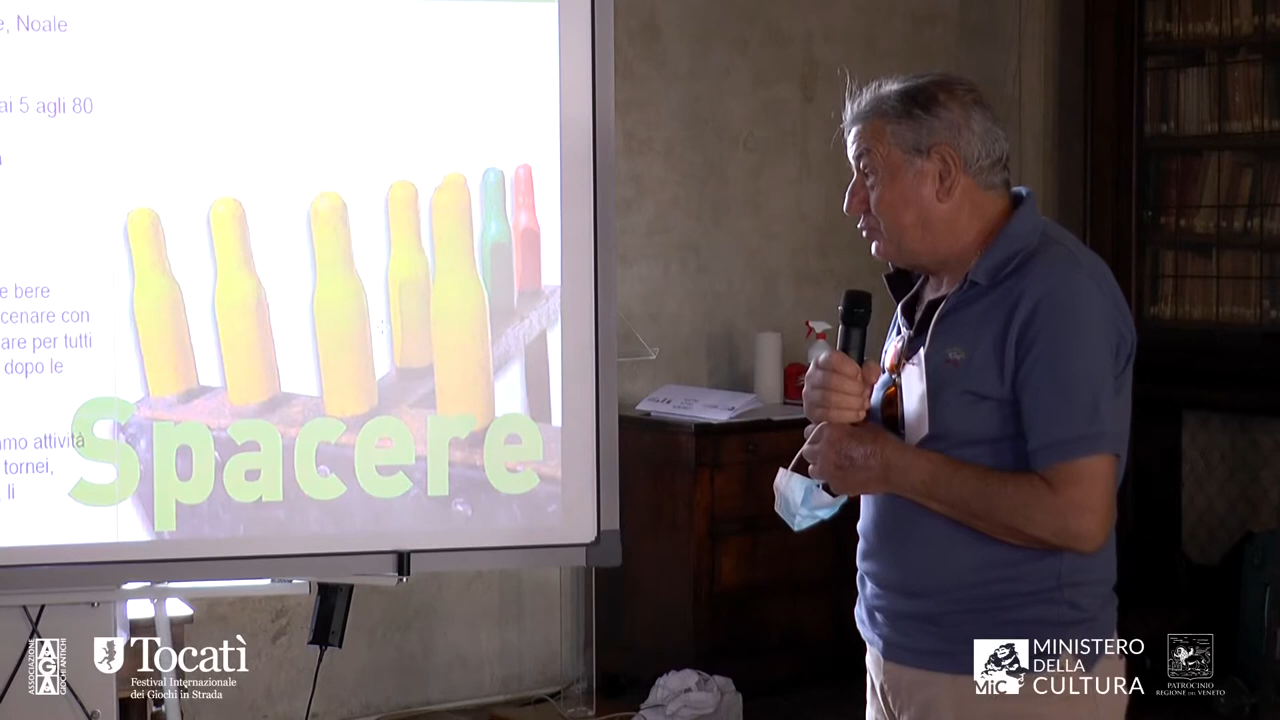 , Noale
ai 5 agli 80
e bere
cenare con
are per tutti
dopo le
amo attività
tornei,
li
Spacere
ASSOCIAZIONE
AGA
GIOCHI ANTICHI
Tocatì
Festival Internazionale
dei Giochi in Strada
MiC
MINISTERO
DELLA
CULTURA
PATROCINIO
REGIONE DEL VENETO